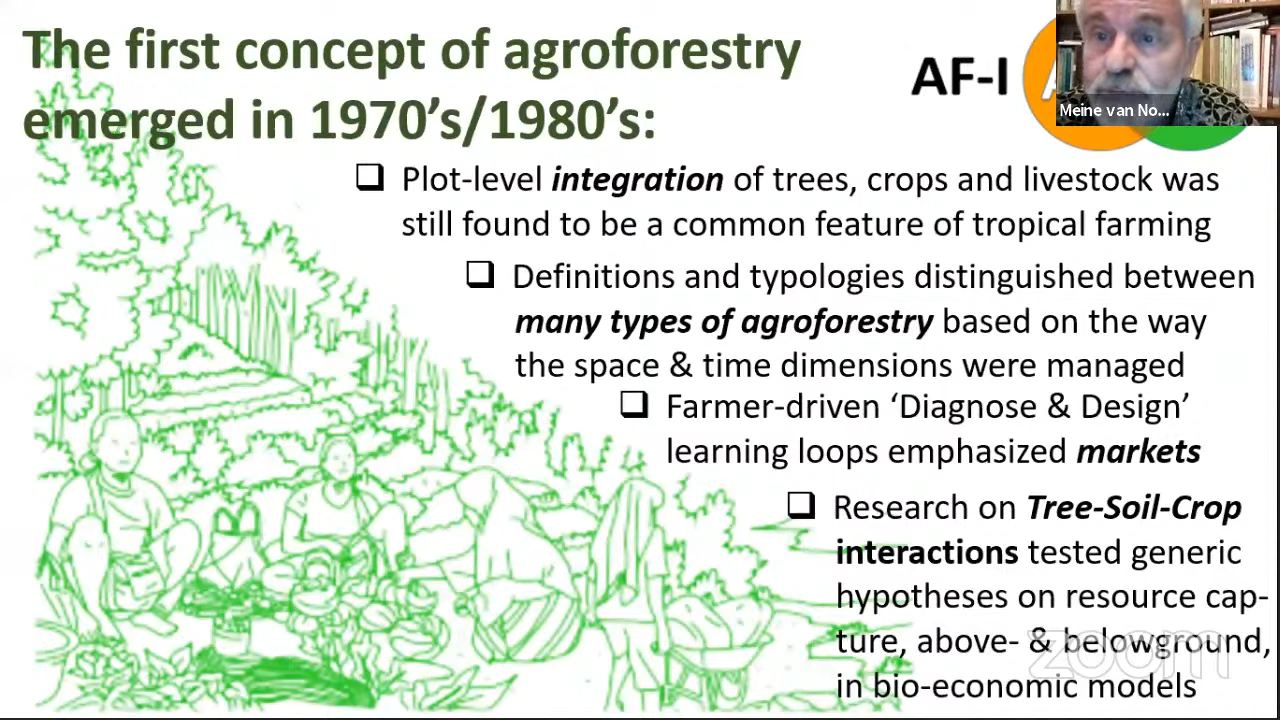 The first concept of agroforestry
emerged in 1970's/1980's:
AF-I
Meine van No...
❑ Plot-level integration of trees, crops and livestock was
still found to be a common feature of tropical farming
❑ Definitions and typologies distinguished between
many types of agroforestry based on the way
the space & time dimensions were managed
❑ Farmer-driven ‘Diagnose & Design’
learning loops emphasized markets
❑ Research on Tree-Soil-Crop
interactions tested generic
hypotheses on resource cap-
ture, above- & belowground,
in bio-economic models
zoom